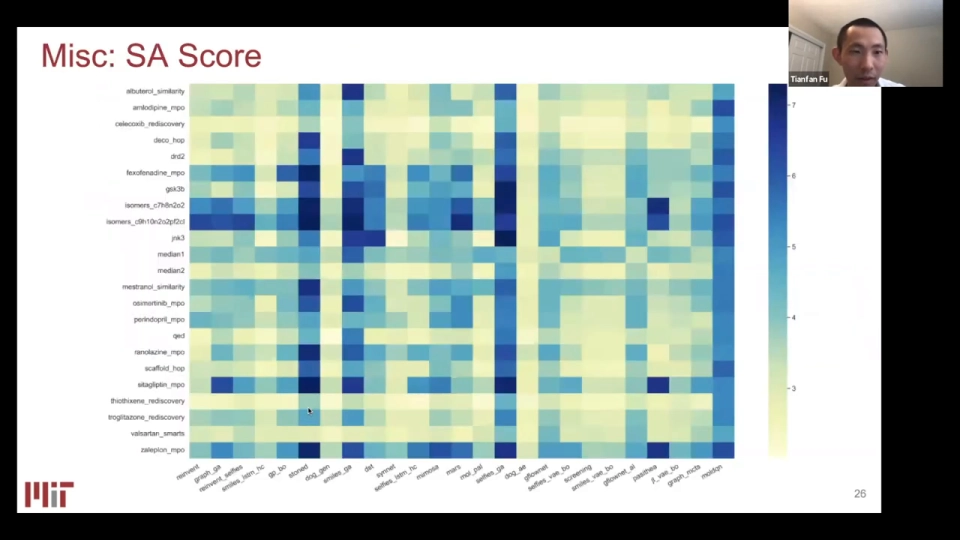 Misc: SA Score
Tianfan Fu
albuterol_similarity
amlodipine_mpo
celecoxib_rediscovery
deco_hop
drd2
fexofenadine_mpo
gsk3b
isomers_c7h8n2o2
isomers_c9h10n2o2pf2cl
jnk3
median1
median2
mestranol_similarity
osimertinib_mpo
perindopril_mpo
qed
ranolazine_mpo
scaffold_hop
sitagliptin_mpo
thiothixene_rediscovery
troglitazone_rediscovery
valsartan_smarts
zaleplon_mpo
7
6
5
4
3
reinvent
graph_ga
reinvent_selfies
smiles_lstm_hc
gp_bo
stoned
dog_gen
smiles_ga
dst
synnet
selfies_lstm_hc
mimosa
mars
mol_pal
selfies_ga
dog_ae
gflownet
selfies_vae_bo
screening
smiles_vae_bo
gflownet_al
pasithea
jt_vae_bo
graph_mcts
moldqn
MIT
26